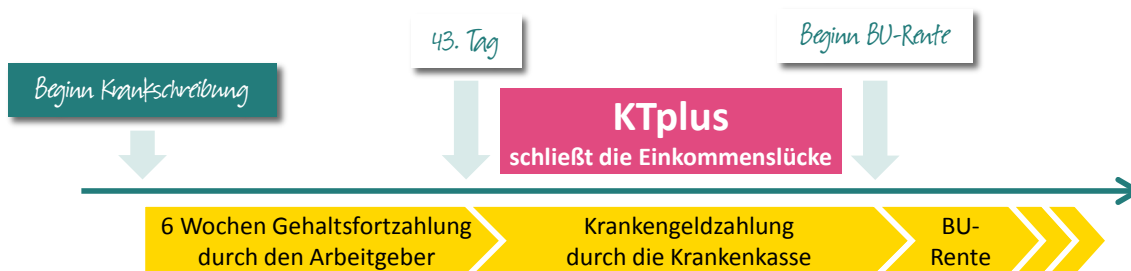 Beginn Krankschreibung
43. Tag
Beginn BU-Rente
KTplus
schließt die Einkommenslücke
6 Wochen Gehaltsfortzahlung
durch den Arbeitgeber
Krankengeldzahlung
durch die Krankenkasse
BU-
Rente